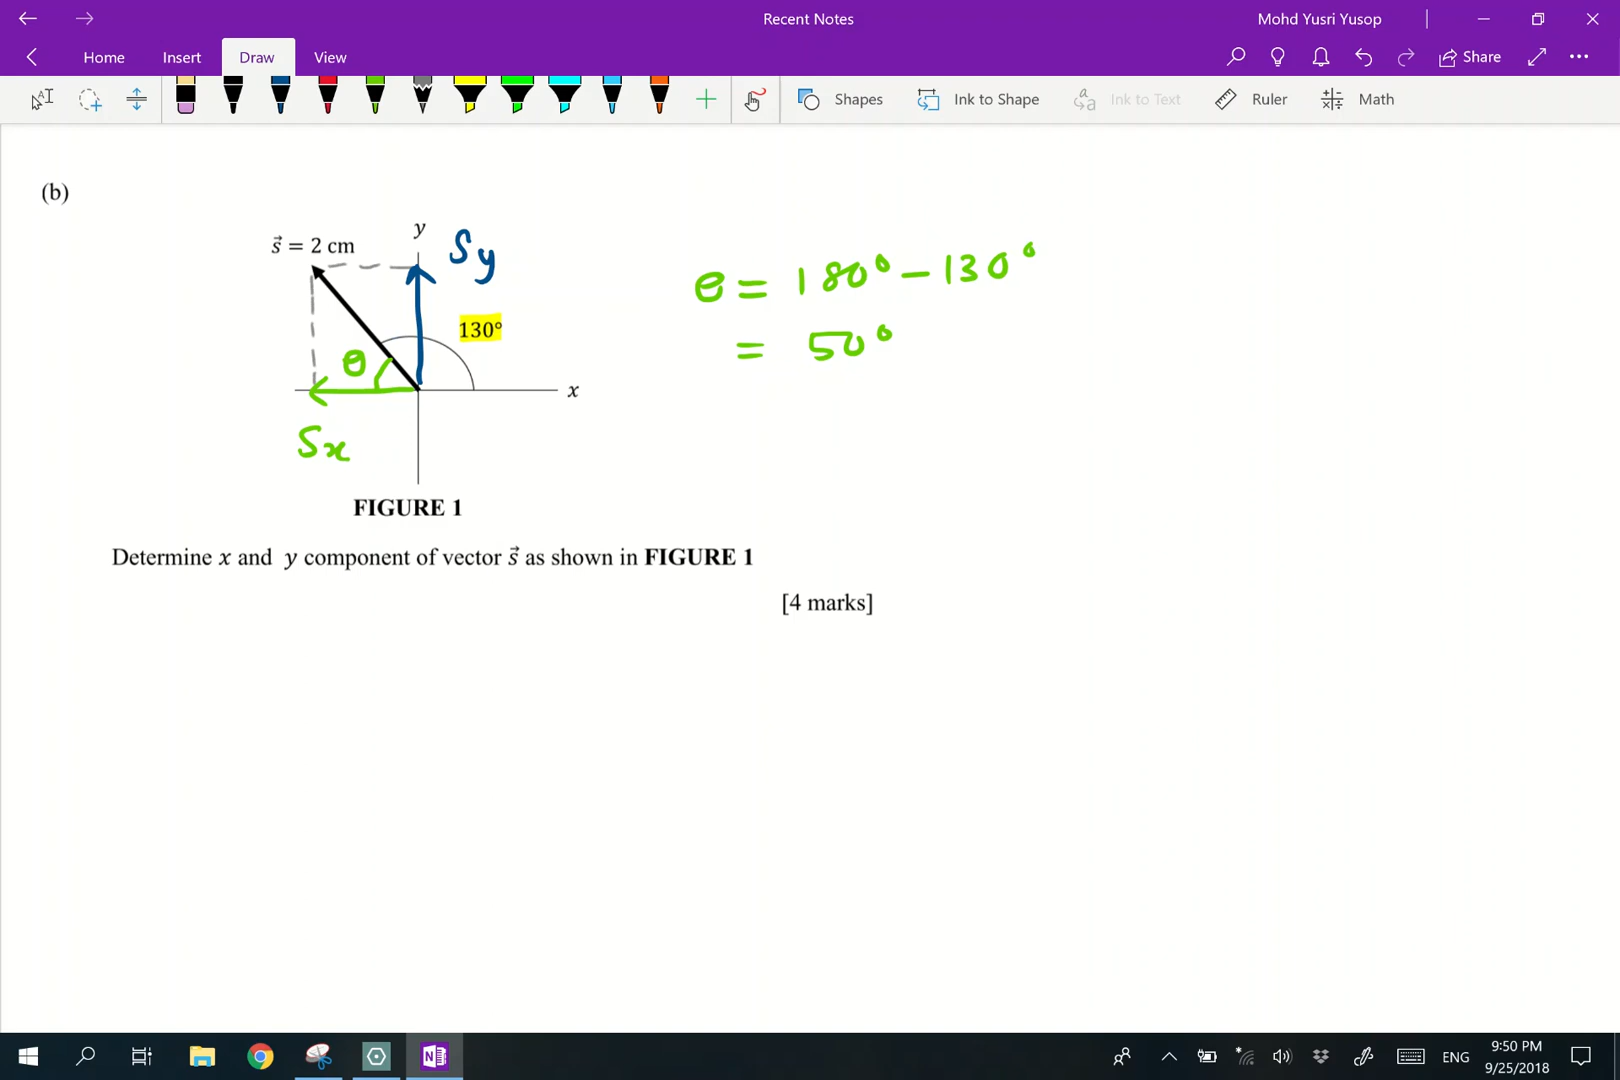 Recent Notes
Mohd Yusri Yusop
Home Insert Draw View
Share
Shapes Ink to Shape Ink to Text Ruler Math
(b)
s⃗ = 2 cm
y
Sy
130°
θ
x
Sx
θ = 180° − 130°
= 50°
FIGURE 1
Determine x and y component of vector s⃗ as shown in FIGURE 1
[4 marks]
ENG
9:50 PM
9/25/2018